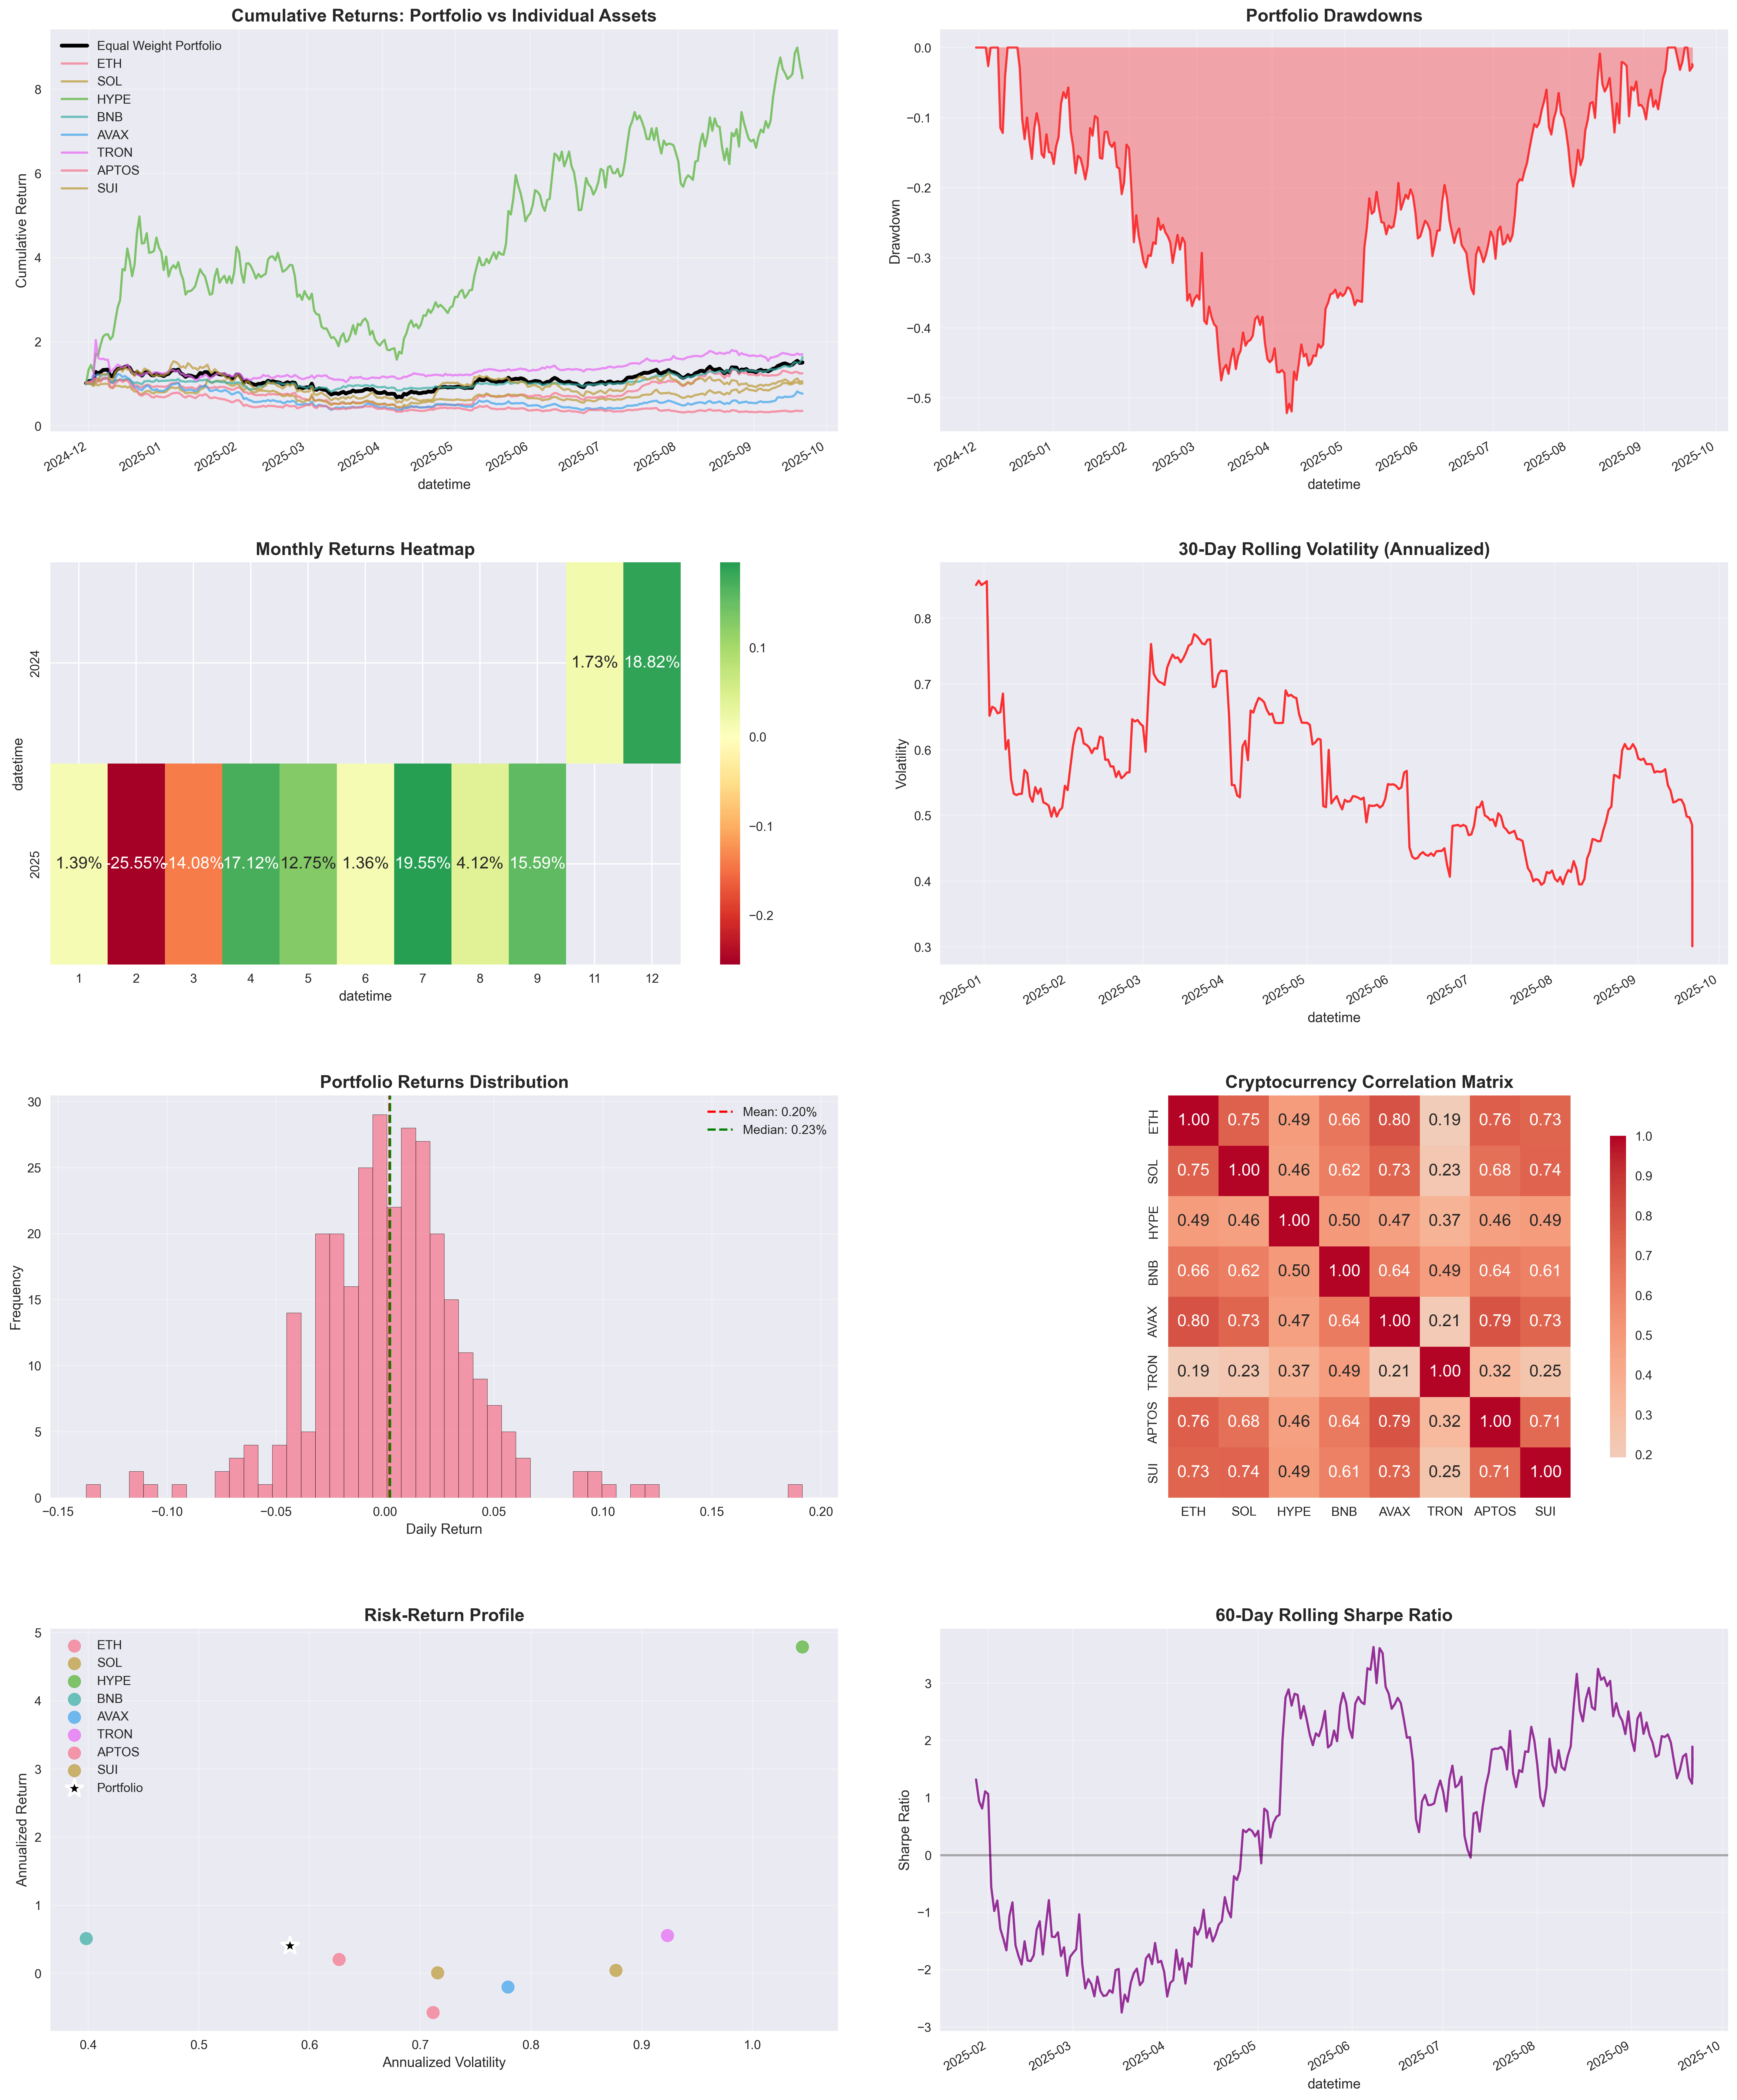 Cumulative Returns: Portfolio vs Individual Assets
Cumulative Return
8
6
4
2
0
Equal Weight Portfolio
ETH
SOL
HYPE
BNB
AVAX
TRON
APTOS
SUI
2024-12 2025-01 2025-02 2025-03 2025-04 2025-05 2025-06 2025-07 2025-08 2025-09 2025-10
datetime
Portfolio Drawdowns
Drawdown
0.0
−0.1
−0.2
−0.3
−0.4
−0.5
2024-12 2025-01 2025-02 2025-03 2025-04 2025-05 2025-06 2025-07 2025-08 2025-09 2025-10
datetime
Monthly Returns Heatmap
datetime
2024
1.73% 18.82%
2025
1.39% -25.55% -14.08% 17.12% 12.75% 1.36% 19.55% 4.12% 15.59%
1 2 3 4 5 6 7 8 9 11 12
datetime
0.1
0.0
−0.1
−0.2
30-Day Rolling Volatility (Annualized)
Volatility
0.8
0.7
0.6
0.5
0.4
0.3
2025-01 2025-02 2025-03 2025-04 2025-05 2025-06 2025-07 2025-08 2025-09 2025-10
datetime
Portfolio Returns Distribution
Frequency
30
25
20
15
10
5
0
Mean: 0.20%
Median: 0.23%
−0.15 −0.10 −0.05 0.00 0.05 0.10 0.15 0.20
Daily Return
Cryptocurrency Correlation Matrix
ETH 1.00 0.75 0.49 0.66 0.80 0.19 0.76 0.73
SOL 0.75 1.00 0.46 0.62 0.73 0.23 0.68 0.74
HYPE 0.49 0.46 1.00 0.50 0.47 0.37 0.46 0.49
BNB 0.66 0.62 0.50 1.00 0.64 0.49 0.64 0.61
AVAX 0.80 0.73 0.47 0.64 1.00 0.21 0.79 0.73
TRON 0.19 0.23 0.37 0.49 0.21 1.00 0.32 0.25
APTOS 0.76 0.68 0.46 0.64 0.79 0.32 1.00 0.71
SUI 0.73 0.74 0.49 0.61 0.73 0.25 0.71 1.00
ETH SOL HYPE BNB AVAX TRON APTOS SUI
1.0
0.9
0.8
0.7
0.6
0.5
0.4
0.3
0.2
Risk-Return Profile
Annualized Return
5
4
3
2
1
0
ETH
SOL
HYPE
BNB
AVAX
TRON
APTOS
SUI
Portfolio
0.4 0.5 0.6 0.7 0.8 0.9 1.0
Annualized Volatility
60-Day Rolling Sharpe Ratio
Sharpe Ratio
3
2
1
0
−1
−2
−3
2025-02 2025-03 2025-04 2025-05 2025-06 2025-07 2025-08 2025-09 2025-10
datetime